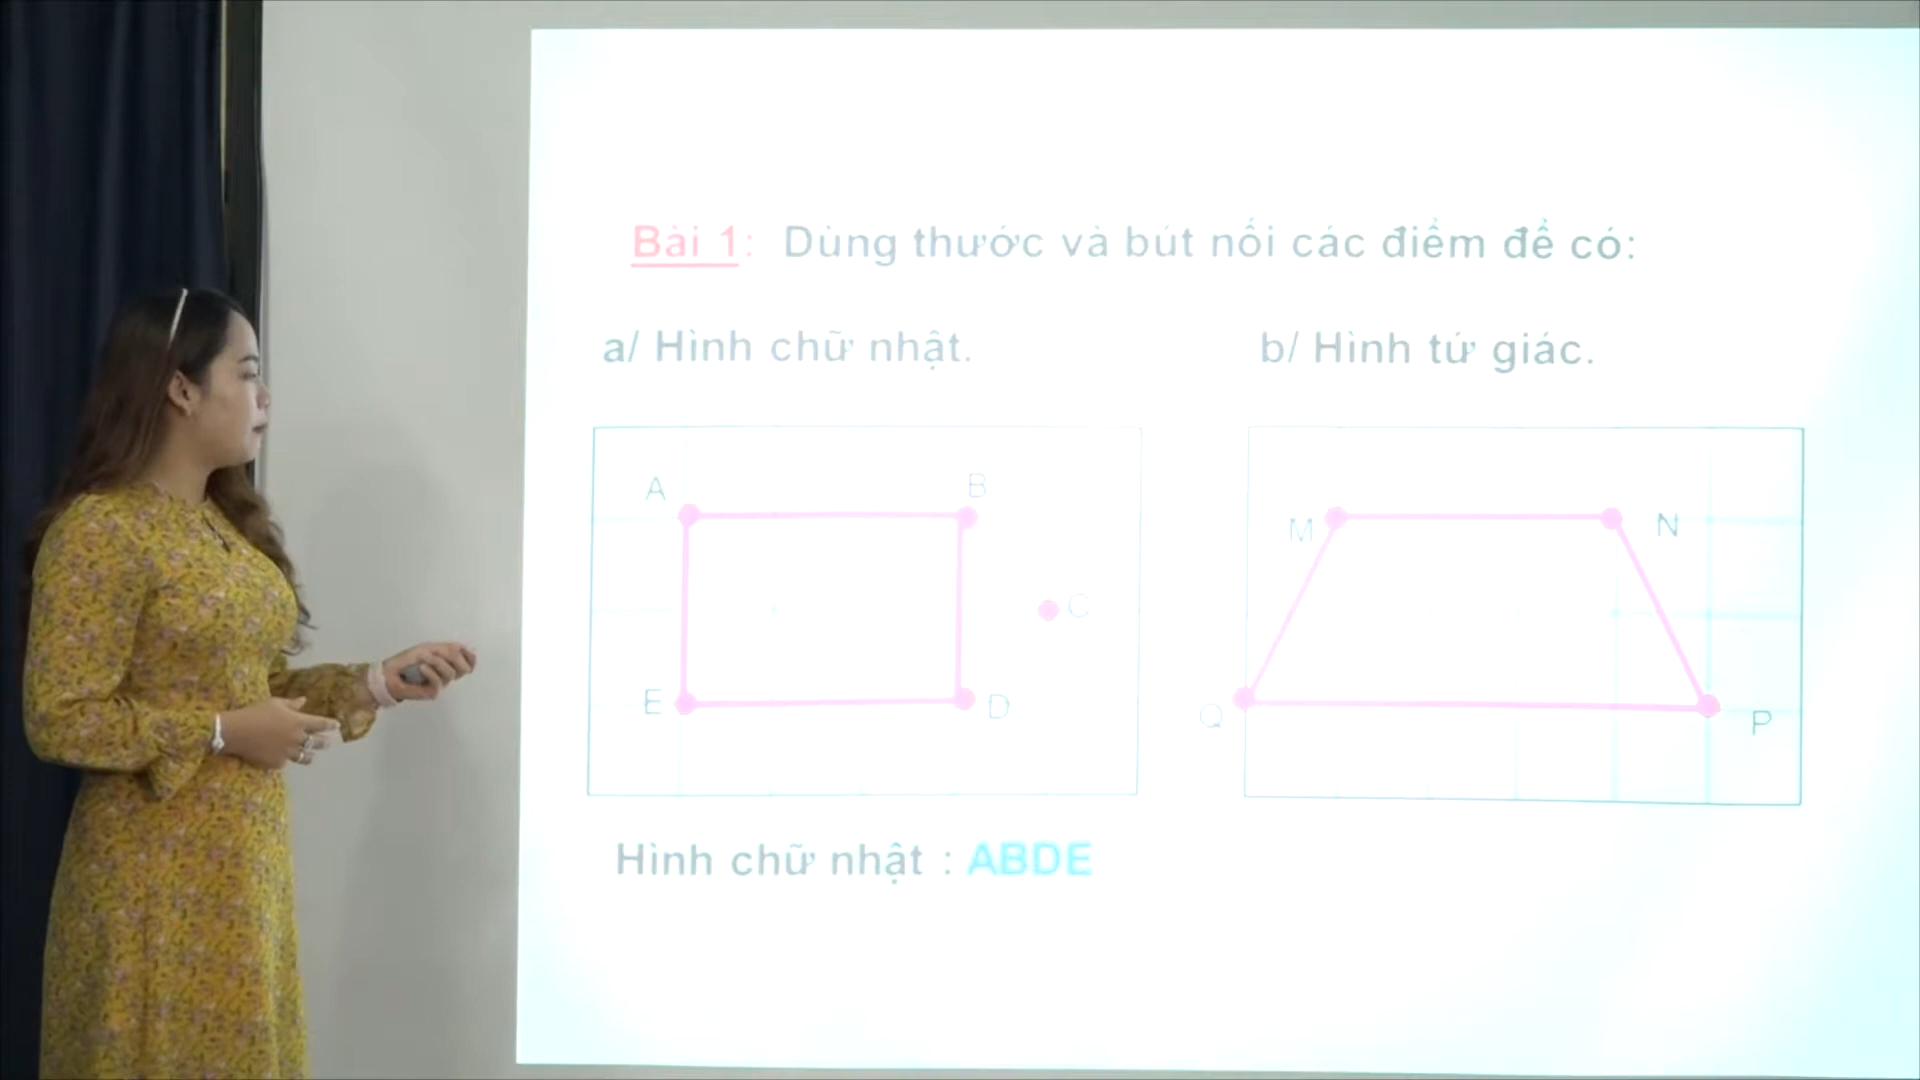 Bài 1: Dùng thước và bút nối các điểm để có:
a/ Hình chữ nhật.
b/ Hình tứ giác.
A B
C
E D
M N
Q P
Hình chữ nhật : ABDE